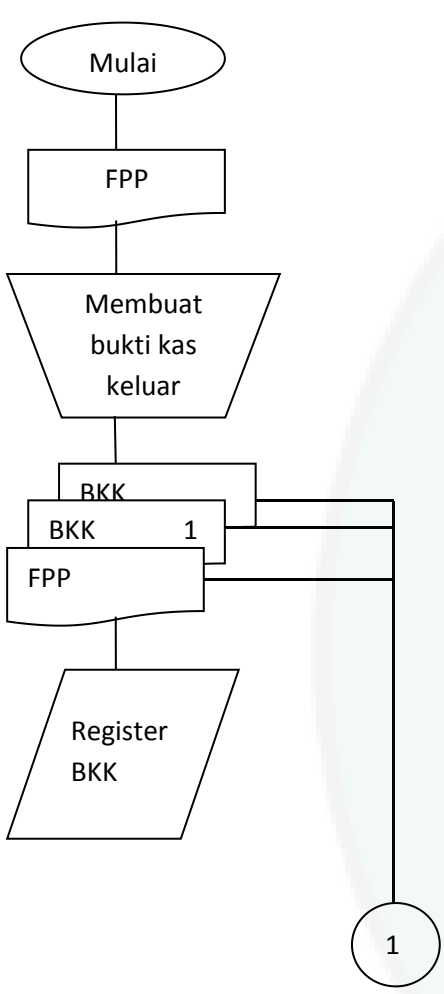 Mulai
FPP
Membuat
bukti kas
keluar
BKK
BKK 1
FPP
Register
BKK
1